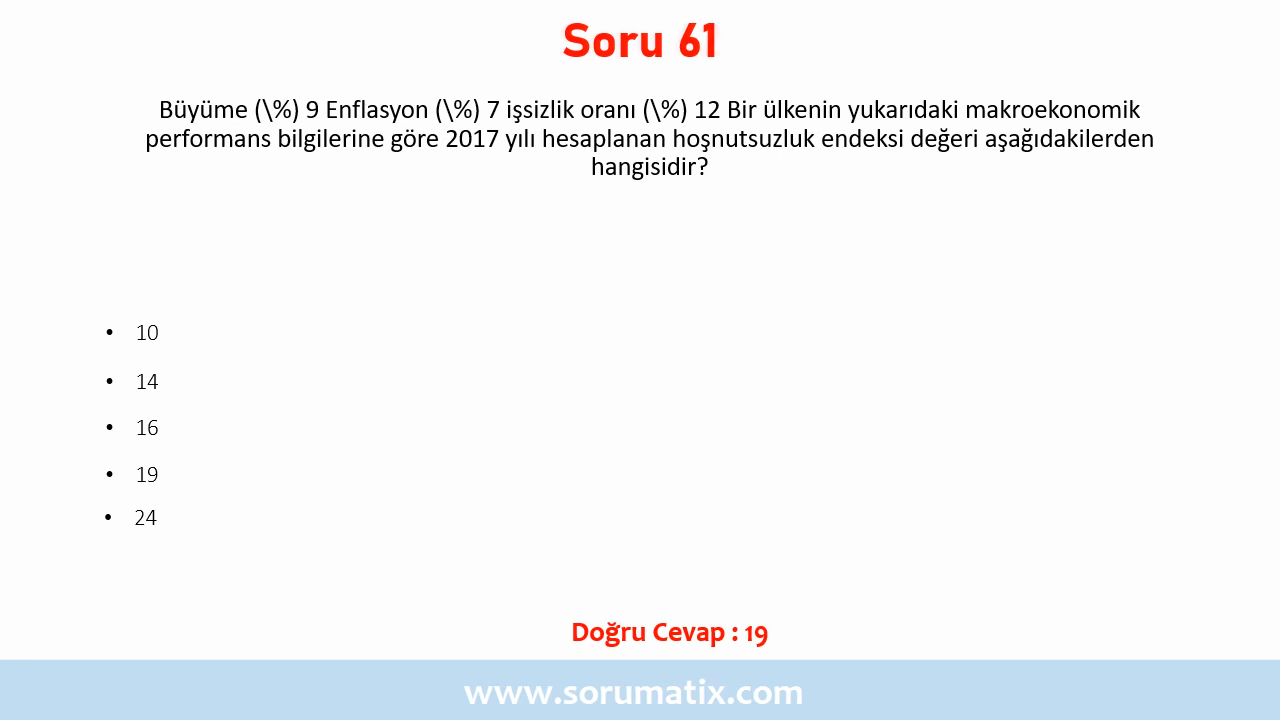 Soru 61
Büyüme (\%) 9 Enflasyon (\%) 7 işsizlik oranı (\%) 12 Bir ülkenin yukarıdaki makroekonomik
performans bilgilerine göre 2017 yılı hesaplanan hoşnutsuzluk endeksi değeri aşağıdakilerden
hangisidir?
• 10
• 14
• 16
• 19
• 24
Doğru Cevap : 19
www.sorumatix.com